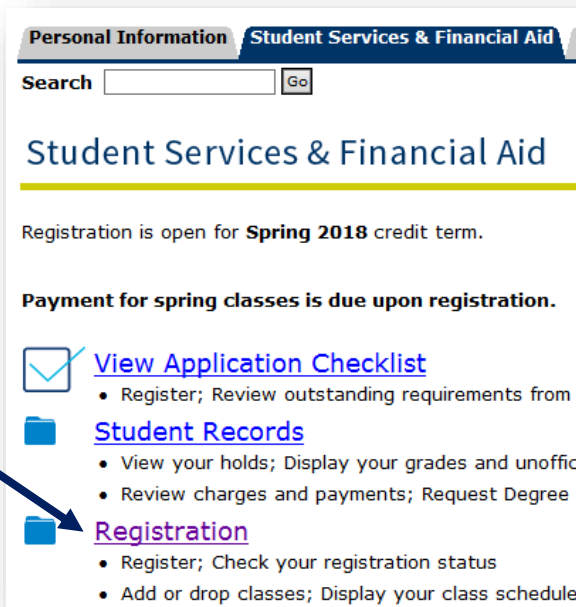 Personal Information Student Services & Financial Aid
Search Go
Student Services & Financial Aid
Registration is open for Spring 2018 credit term.
Payment for spring classes is due upon registration.
View Application Checklist
• Register; Review outstanding requirements from
Student Records
• View your holds; Display your grades and unoffic
• Review charges and payments; Request Degree
Registration
• Register; Check your registration status
• Add or drop classes; Display your class schedule